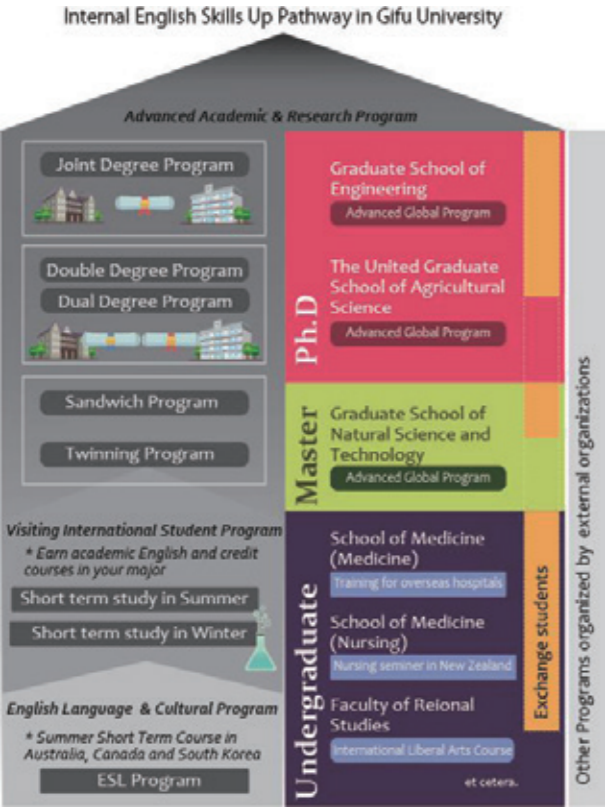 Internal English Skills Up Pathway in Gifu University
Advanced Academic & Research Program
Joint Degree Program
Double Degree Program
Dual Degree Program
Sandwich Program
Twinning Program
Visiting International Student Program
* Earn academic English and credit
courses in your major
Short term study in Summer
Short term study in Winter
English Language & Cultural Program
* Summer Short Term Course in
Australia, Canada and South Korea
ESL Program
Ph.D
Graduate School of
Engineering
Advanced Global Program
The United Graduate
School of Agricultural
Science
Advanced Global Program
Master
Graduate School of
Natural Science and
Technology
Advanced Global Program
Undergraduate
School of Medicine
(Medicine)
Training for overseas hospitals
School of Medicine
(Nursing)
Nursing seminar in New Zealand
Faculty of Reional
Studies
International Liberal Arts Course
et cetera.
Exchange students
Other Programs organized by external organizations